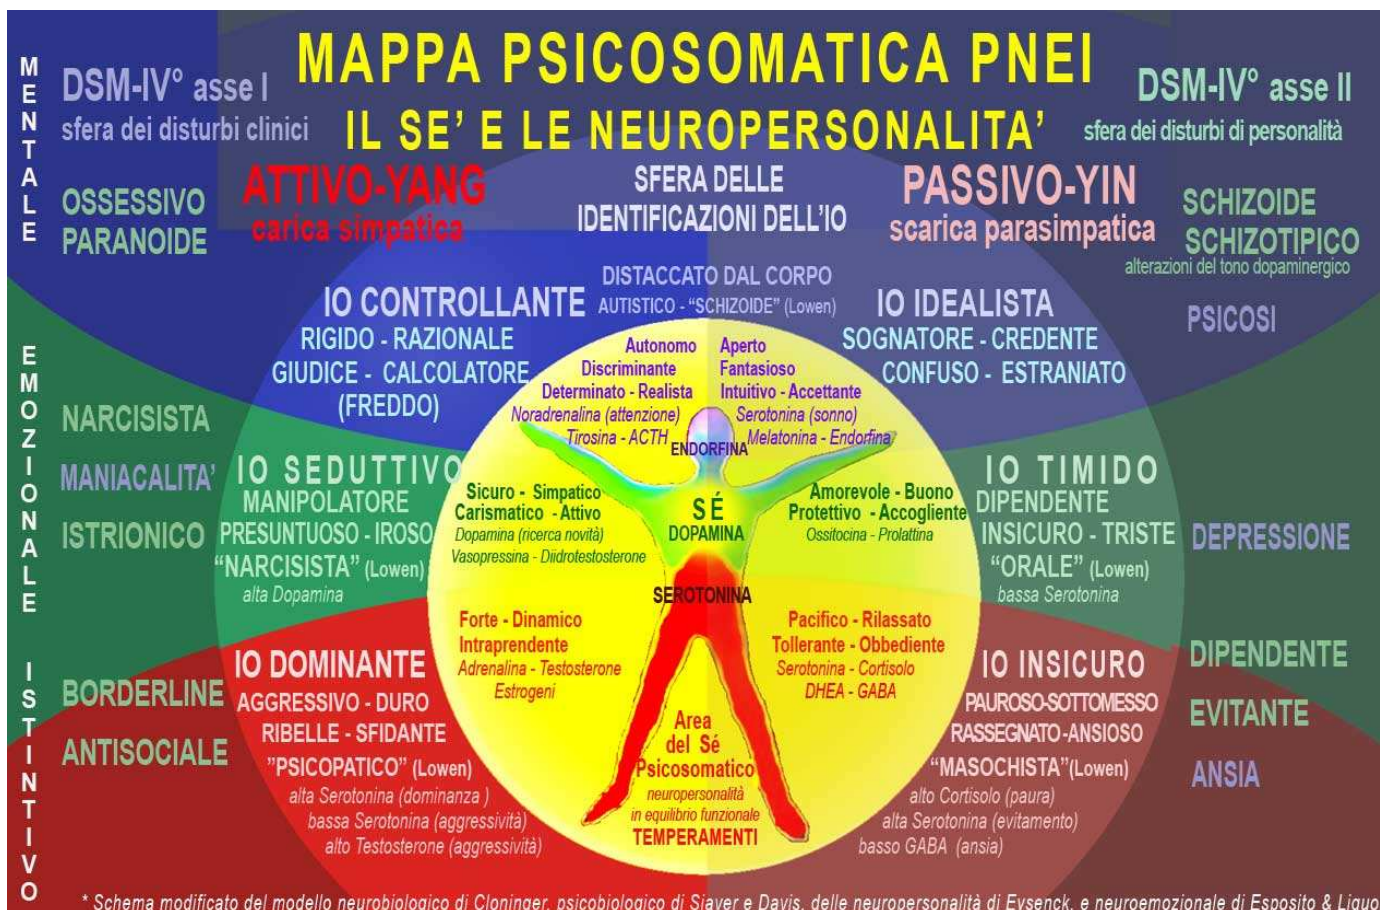 MAPPA PSICOSOMATICA PNEI
IL SE’ E LE NEUROPERSONALITA’
MENTALE
EMOZIONALE
ISTINTIVO
DSM-IV° asse I
sfera dei disturbi clinici
DSM-IV° asse II
sfera dei disturbi di personalità
ATTIVO-YANG
carica simpatica
SFERA DELLE
IDENTIFICAZIONI DELL’IO
PASSIVO-YIN
scarica parasimpatica
OSSESSIVO
PARANOIDE
SCHIZOIDE
SCHIZOTIPICO
alterazioni del tono dopaminergico
PSICOSI
DISTACCATO DAL CORPO
AUTISTICO - “SCHIZOIDE” (Lowen)
IO CONTROLLANTE
RIGIDO - RAZIONALE
GIUDICE - CALCOLATORE
(FREDDO)
IO IDEALISTA
SOGNATORE - CREDENTE
CONFUSO - ESTRANIATO
Autonomo
Discriminante
Determinato - Realista
Noradrenalina (attenzione)
Tirosina - ACTH
Aperto
Fantasioso
Intuitivo - Accettante
Serotonina (sonno)
Melatonina - Endorfina
ENDORFINA
NARCISISTA
MANIACALITA’
ISTRIONICO
IO SEDUTTIVO
MANIPOLATORE
PRESUNTUOSO - IROSO
“NARCISISTA” (Lowen)
alta Dopamina
Sicuro - Simpatico
Carismatico - Attivo
Dopamina (ricerca novità)
Vasopressina - Diidrotestosterone
SÉ
DOPAMINA
Amorevole - Buono
Protettivo - Accogliente
Ossitocina - Prolattina
IO TIMIDO
DIPENDENTE
INSICURO - TRISTE
“ORALE” (Lowen)
bassa Serotonina
DEPRESSIONE
SEROTONINA
BORDERLINE
ANTISOCIALE
IO DOMINANTE
AGGRESSIVO - DURO
RIBELLE - SFIDANTE
”PSICOPATICO” (Lowen)
alta Serotonina (dominanza )
bassa Serotonina (aggressività)
alto Testosterone (aggressività)
Forte - Dinamico
Intraprendente
Adrenalina - Testosterone
Estrogeni
Pacifico - Rilassato
Tollerante - Obbediente
Serotonina - Cortisolo
DHEA - GABA
Area
del Sé
Psicosomatico
neuropersonalità
in equilibrio funzionale
TEMPERAMENTI
IO INSICURO
PAUROSO-SOTTOMESSO
RASSEGNATO-ANSIOSO
“MASOCHISTA”(Lowen)
alto Cortisolo (paura)
alta Serotonina (evitamento)
basso GABA (ansia)
DIPENDENTE
EVITANTE
ANSIA
* Schema modificato del modello neurobiologico di Cloninger, psicobiologico di Siaver e Davis, delle neuropersonalità di Eysenck, e neuroemozionale di Esposito & Liguo